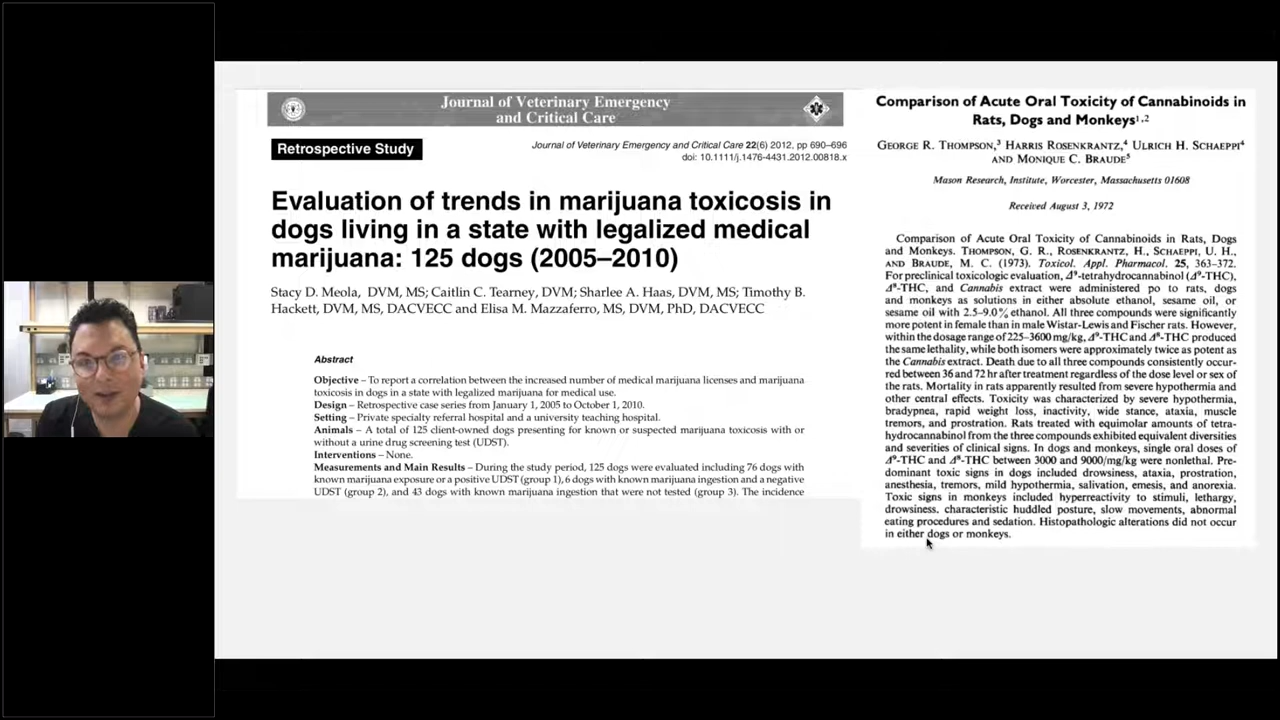 Journal of Veterinary Emergency
and Critical Care
Retrospective Study
Journal of Veterinary Emergency and Critical Care 22(6) 2012, pp 690–696
doi: 10.1111/j.1476-4431.2012.00818.x
Evaluation of trends in marijuana toxicosis in
dogs living in a state with legalized medical
marijuana: 125 dogs (2005–2010)
Stacy D. Meola, DVM, MS; Caitlin C. Tearney, DVM; Sharlee A. Haas, DVM, MS; Timothy B.
Hackett, DVM, MS, DACVECC and Elisa M. Mazzaferro, MS, DVM, PhD, DACVECC
Abstract
Objective – To report a correlation between the increased number of medical marijuana licenses and marijuana
toxicosis in dogs in a state with legalized marijuana for medical use.
Design – Retrospective case series from January 1, 2005 to October 1, 2010.
Setting – Private specialty referral hospital and a university teaching hospital.
Animals – A total of 125 client-owned dogs presenting for known or suspected marijuana toxicosis with or
without a urine drug screening test (UDST).
Interventions – None.
Measurements and Main Results – During the study period, 125 dogs were evaluated including 76 dogs with
known marijuana exposure or a positive UDST (group 1), 6 dogs with known marijuana ingestion and a negative
UDST (group 2), and 43 dogs with known marijuana ingestion that were not tested (group 3). The incidence
Comparison of Acute Oral Toxicity of Cannabinoids in
Rats, Dogs and Monkeys1,2
GEORGE R. THOMPSON,3 HARRIS ROSENKRANTZ,4 ULRICH H. SCHAEPPI4
AND MONIQUE C. BRAUDE5
Mason Research, Institute, Worcester, Massachusetts 01608
Received August 3, 1972
Comparison of Acute Oral Toxicity of Cannabinoids in Rats, Dogs
and Monkeys. THOMPSON, G. R., ROSENKRANTZ, H., SCHAEPPI, U. H.,
AND BRAUDE, M. C. (1973). Toxicol. Appl. Pharmacol. 25, 363–372.
For preclinical toxicologic evaluation, Δ9-tetrahydrocannabinol (Δ9-THC),
Δ8-THC, and Cannabis extract were administered po to rats, dogs
and monkeys as solutions in either absolute ethanol, sesame oil, or
sesame oil with 2.5–9.0% ethanol. All three compounds were significantly
more potent in female than in male Wistar-Lewis and Fischer rats. However,
within the dosage range of 225–3600 mg/kg, Δ9-THC and Δ8-THC produced
the same lethality, while both isomers were approximately twice as potent as
the Cannabis extract. Death due to all three compounds consistently occur-
red between 36 and 72 hr after treatment regardless of the dose level or sex of
the rats. Mortality in rats apparently resulted from severe hypothermia and
other central effects. Toxicity was characterized by severe hypothermia,
bradypnea, rapid weight loss, inactivity, wide stance, ataxia, muscle
tremors, and prostration. Rats treated with equimolar amounts of tetra-
hydrocannabinol from the three compounds exhibited equivalent diversities
and severities of clinical signs. In dogs and monkeys, single oral doses of
Δ9-THC and Δ8-THC between 3000 and 9000/mg/kg were nonlethal. Pre-
dominant toxic signs in dogs included drowsiness, ataxia, prostration,
anesthesia, tremors, mild hypothermia, salivation, emesis, and anorexia.
Toxic signs in monkeys included hyperreactivity to stimuli, lethargy,
drowsiness, characteristic huddled posture, slow movements, abnormal
eating procedures and sedation. Histopathologic alterations did not occur
in either dogs or monkeys.